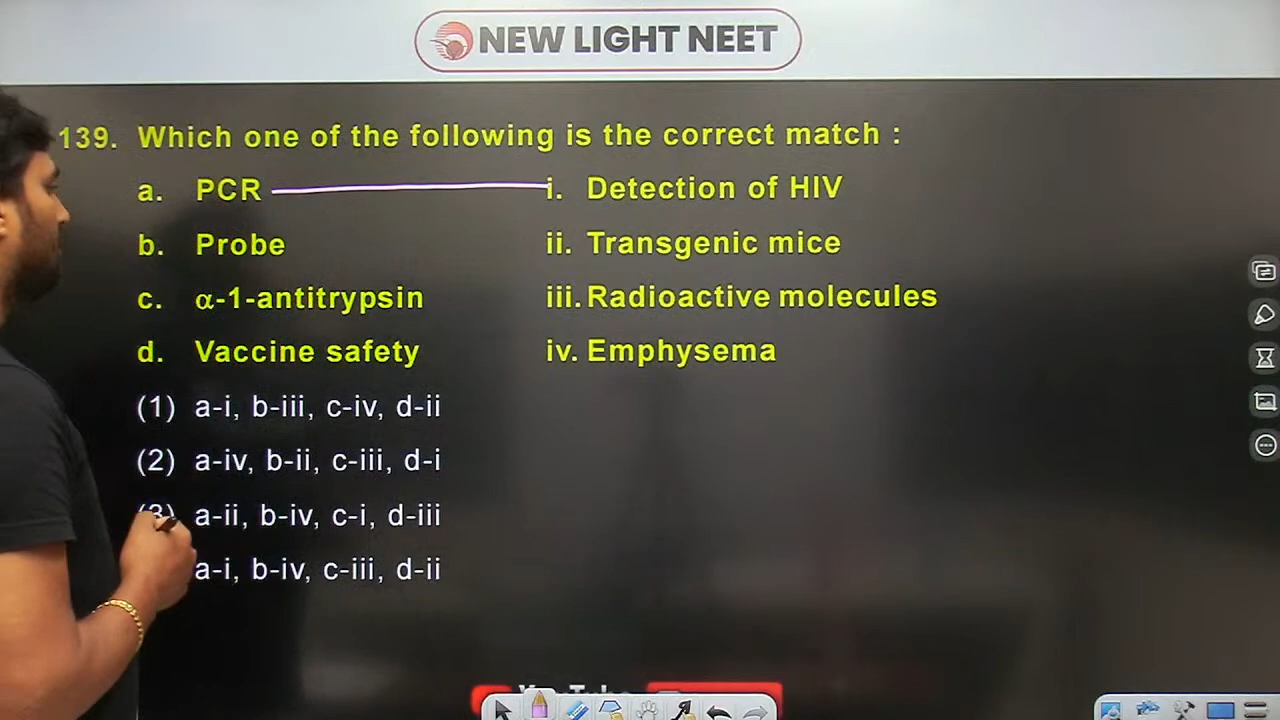 NEW LIGHT NEET
139. Which one of the following is the correct match :
a. PCR i. Detection of HIV
b. Probe ii. Transgenic mice
c. α-1-antitrypsin iii. Radioactive molecules
d. Vaccine safety iv. Emphysema
(1) a-i, b-iii, c-iv, d-ii
(2) a-iv, b-ii, c-iii, d-i
(3) a-ii, b-iv, c-i, d-iii
a-i, b-iv, c-iii, d-ii
YouTube